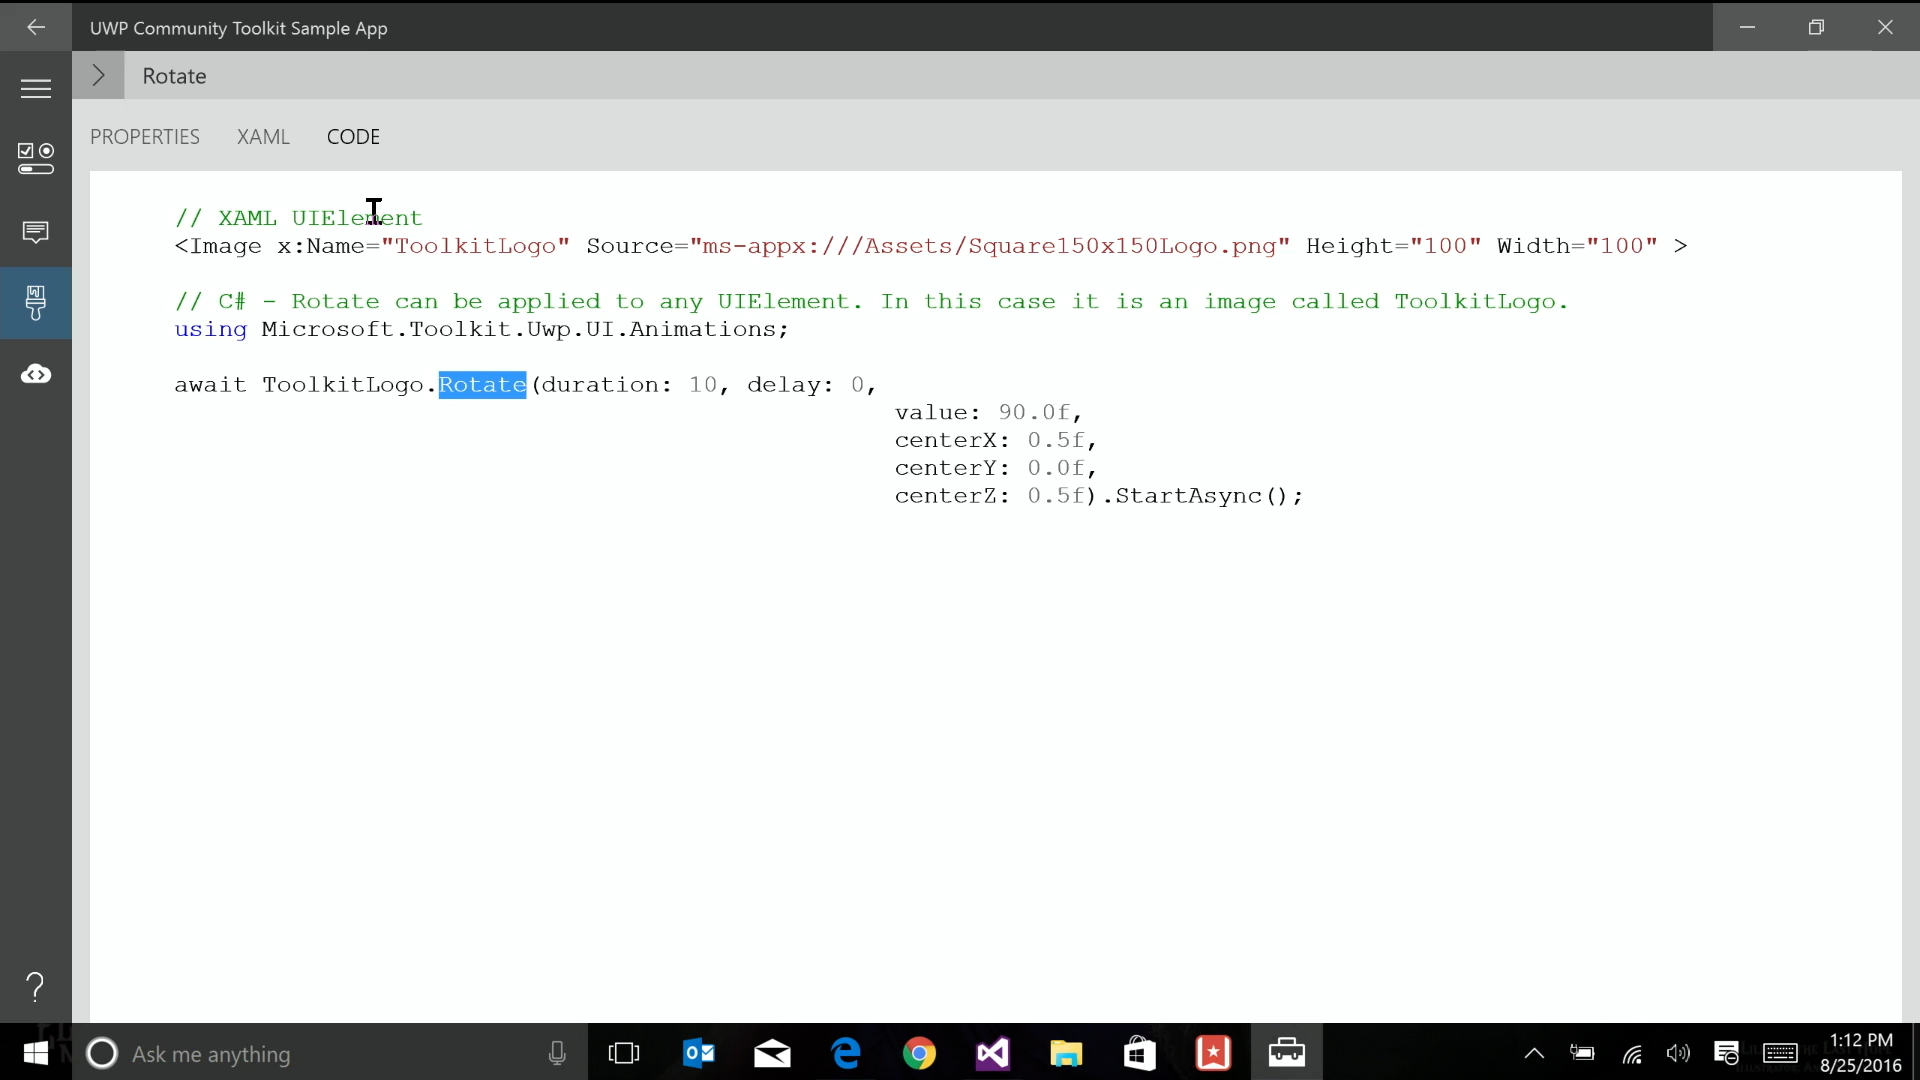 UWP Community Toolkit Sample App
Rotate
PROPERTIES XAML CODE
// XAML UIElement
<Image x:Name="ToolkitLogo" Source="ms-appx:///Assets/Square150x150Logo.png" Height="100" Width="100" >
// C# - Rotate can be applied to any UIElement. In this case it is an image called ToolkitLogo.
using Microsoft.Toolkit.Uwp.UI.Animations;
await ToolkitLogo.Rotate(duration: 10, delay: 0,
value: 90.0f,
centerX: 0.5f,
centerY: 0.0f,
centerZ: 0.5f).StartAsync();
?
Ask me anything
1:12 PM
8/25/2016